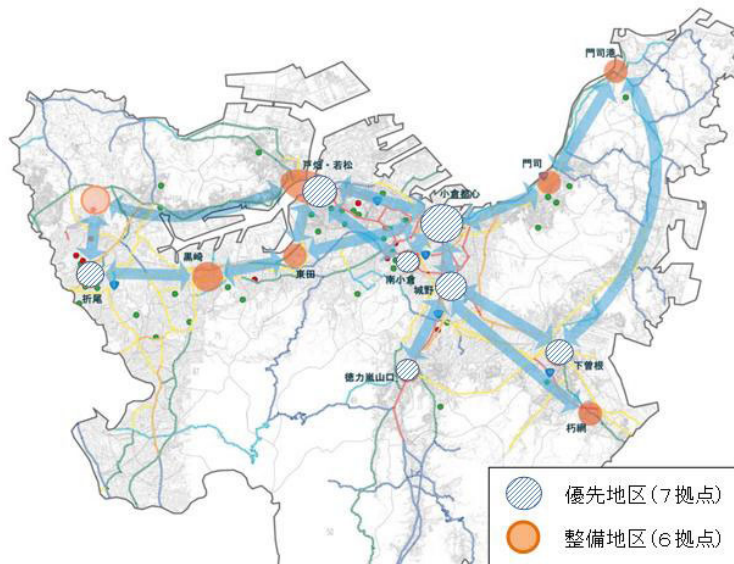 門司港
戸畑・若松
門司
小倉都心
黒崎
東田
南小倉
城野
折尾
徳力嵐山口
下曽根
朽網
優先地区(7拠点)
整備地区(6拠点)